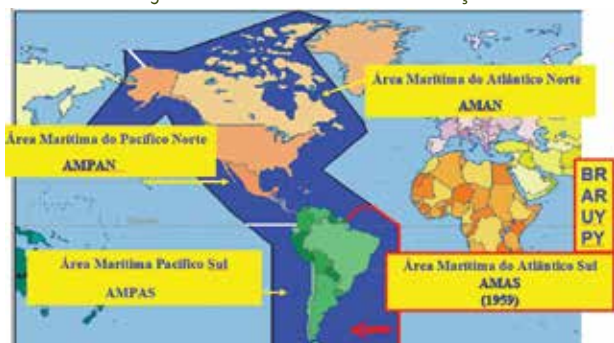 Área Marítima do Atlântico Norte
AMAN
Área Marítima do Pacífico Norte
AMPAN
BR
AR
UY
PY
Área Marítima Pacífico Sul
AMPAS
Área Marítima do Atlântico Sul
AMAS
(1959)